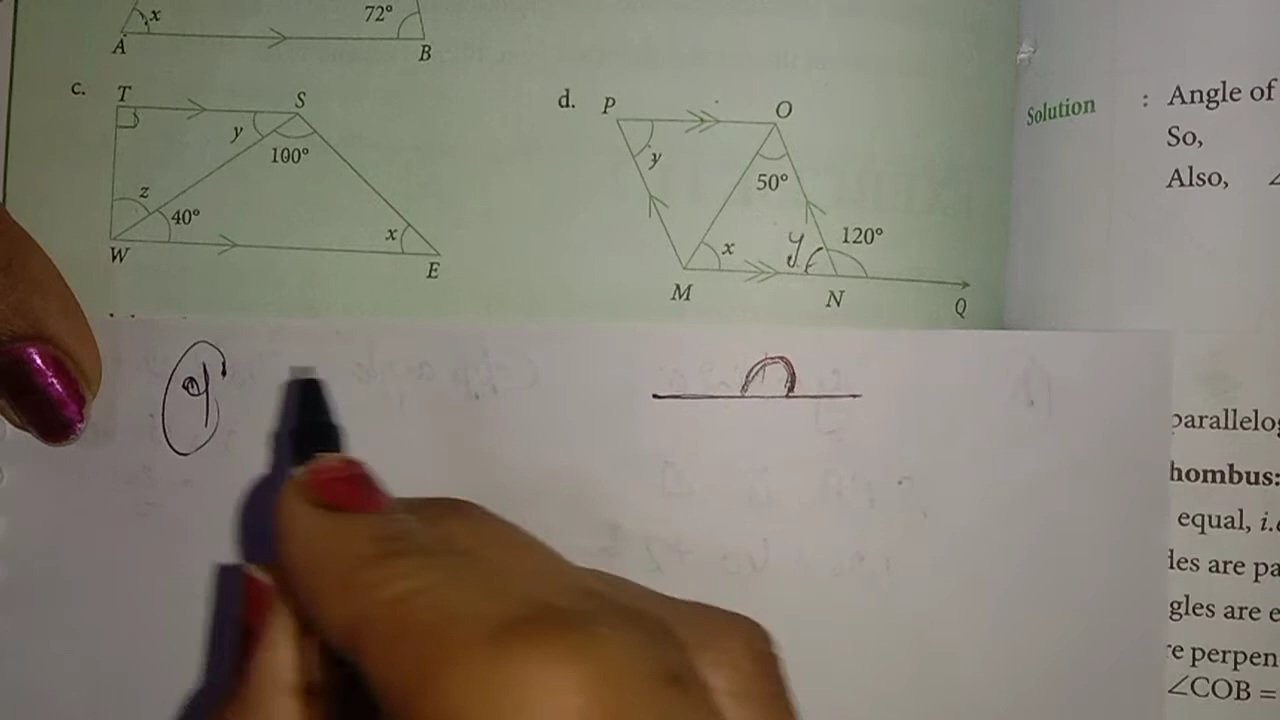 x
72°
A
B
c.
T
S
y
100°
z
40°
x
W
E
d.
P
O
y
50°
x
y
120°
M
N
Q
Solution : Angle of
So,
Also, ∠
y
parallelog
hombus:
equal, i.e
les are pa
gles are e
re perpen
∠COB =